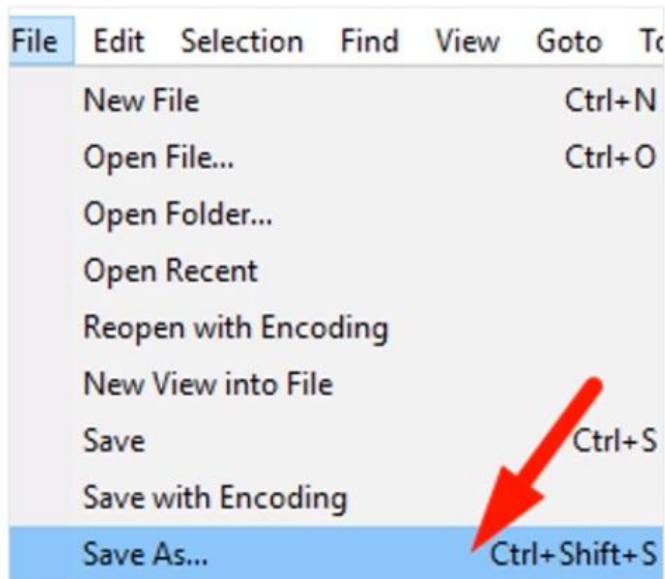 File Edit Selection Find View Goto
New File Ctrl+N
Open File... Ctrl+O
Open Folder...
Open Recent
Reopen with Encoding
New View into File
Save Ctrl+S
Save with Encoding
Save As... Ctrl+Shift+S